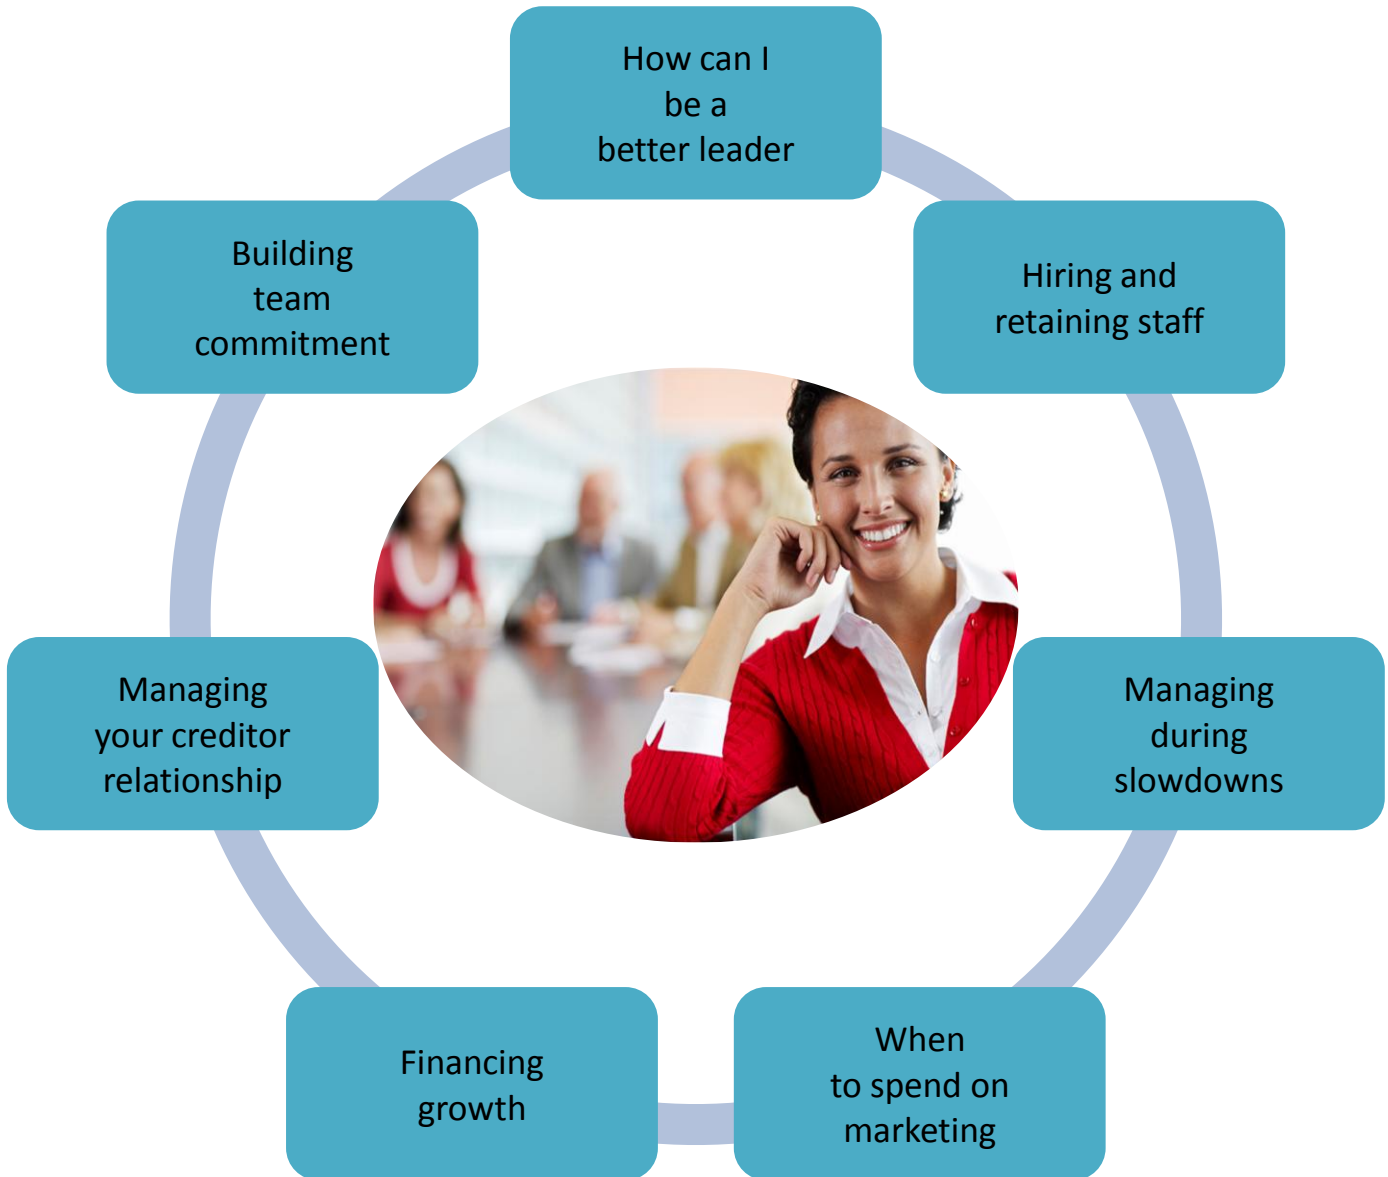 How can I
be a
better leader
Hiring and
retaining staff
Managing
during
slowdowns
When
to spend on
marketing
Financing
growth
Managing
your creditor
relationship
Building
team
commitment